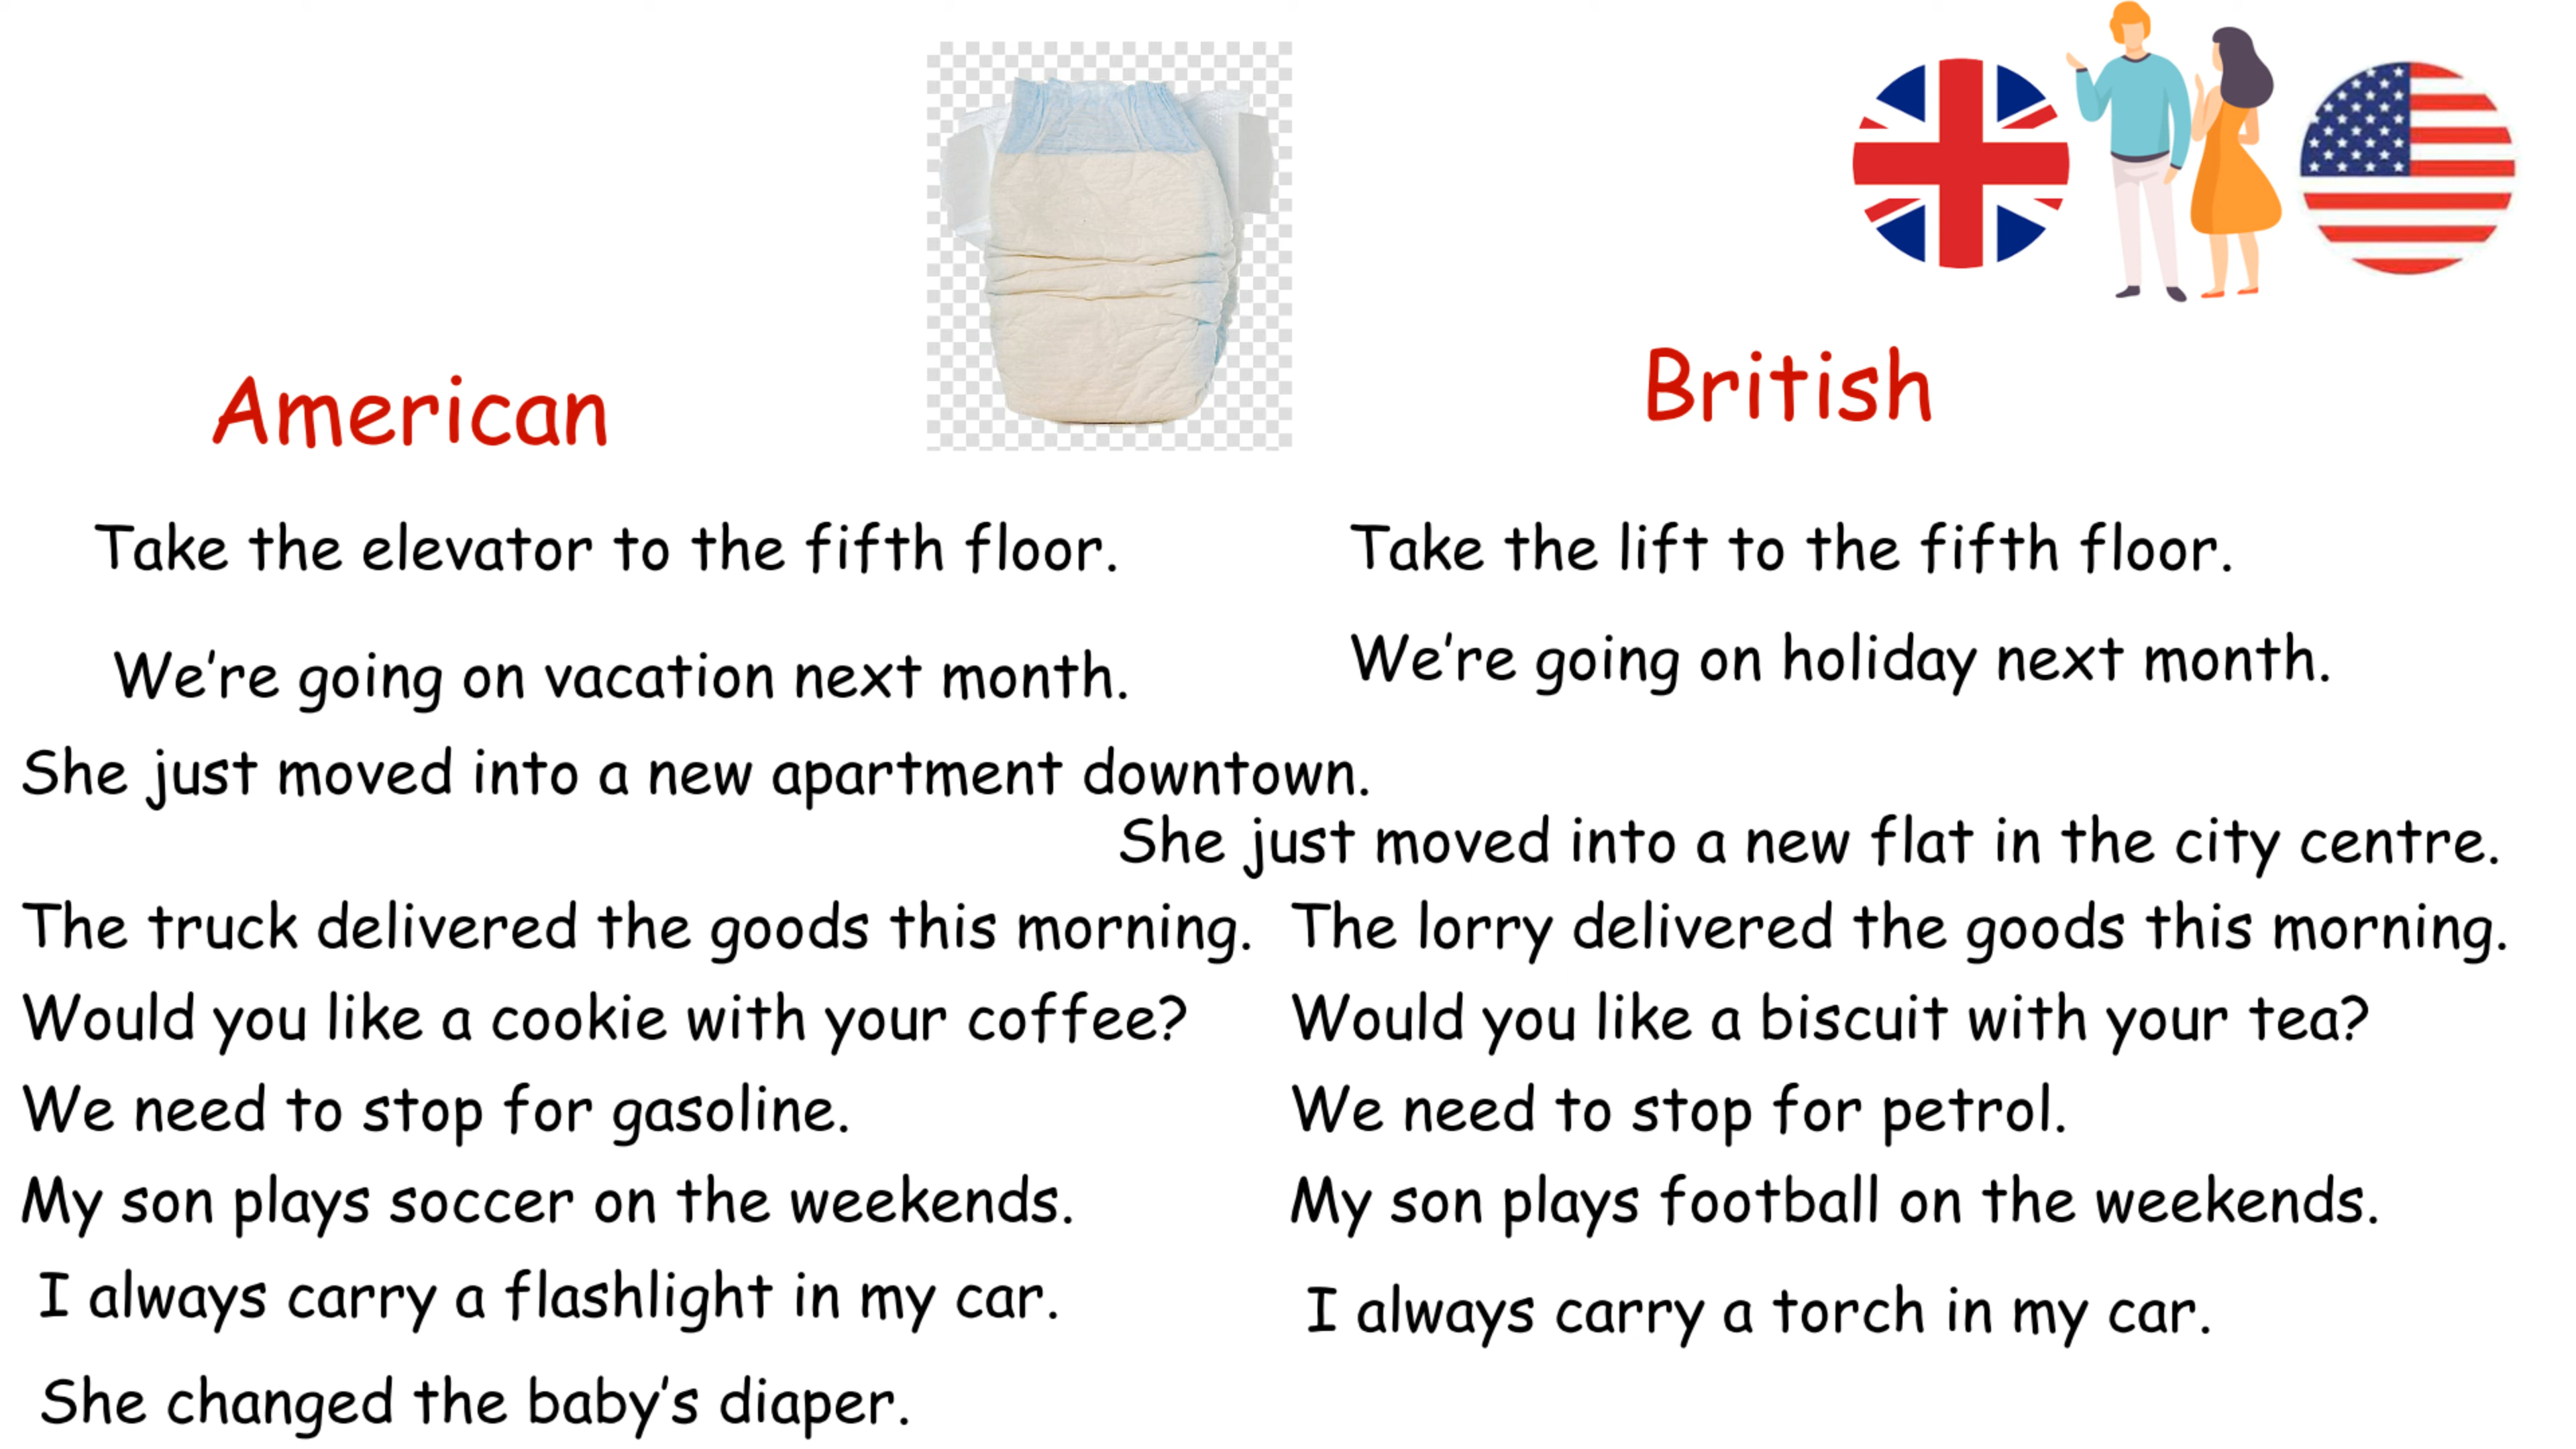 American
British
Take the elevator to the fifth floor.
Take the lift to the fifth floor.
We're going on vacation next month.
We're going on holiday next month.
She just moved into a new apartment downtown.
She just moved into a new flat in the city centre.
The truck delivered the goods this morning.
The lorry delivered the goods this morning.
Would you like a cookie with your coffee?
Would you like a biscuit with your tea?
We need to stop for gasoline.
We need to stop for petrol.
My son plays soccer on the weekends.
My son plays football on the weekends.
I always carry a flashlight in my car.
I always carry a torch in my car.
She changed the baby's diaper.